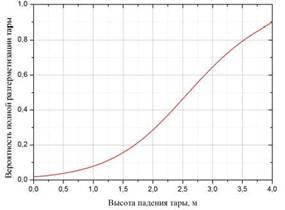 Вероятность полной разгерметизации тары
1,0
0,8
0,6
0,4
0,2
0,0
0,0 0,5 1,0 1,5 2,0 2,5 3,0 3,5 4,0
Высота падения тары, м